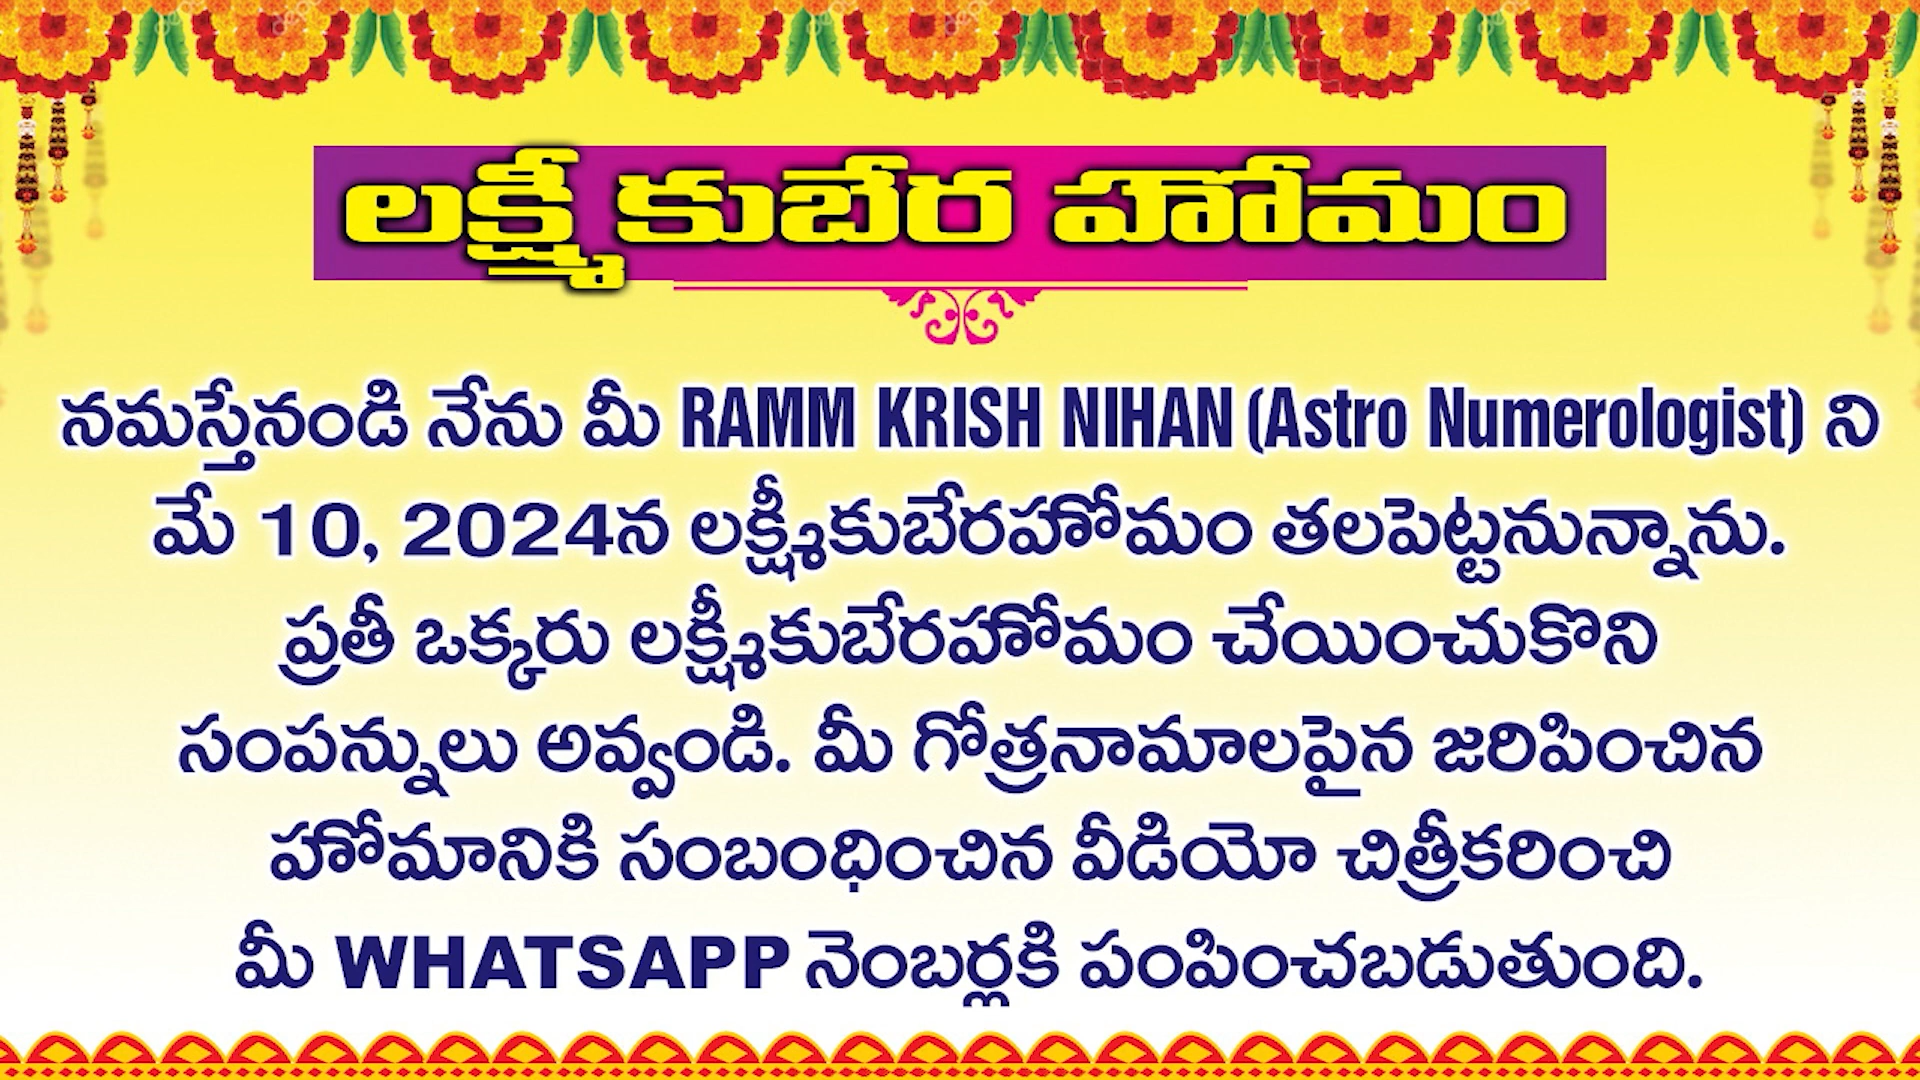 లక్ష్మీ కుబేర హోమం
నమస్తేనండి నేను మీ RAMM KRISH NIHAN (Astro Numerologist) ని
మే 10, 2024న లక్ష్మీకుబేరహోమం తలపెట్టనున్నాను.
ప్రతీ ఒక్కరు లక్ష్మీకుబేరహోమం చేయించుకొని
సంపన్నులు అవ్వండి. మీ గోత్రనామాలపైన జరిపించిన
హోమానికి సంబంధించిన వీడియో చిత్రీకరించి
మీ WHATSAPP నెంబర్లకి పంపించబడుతుంది.